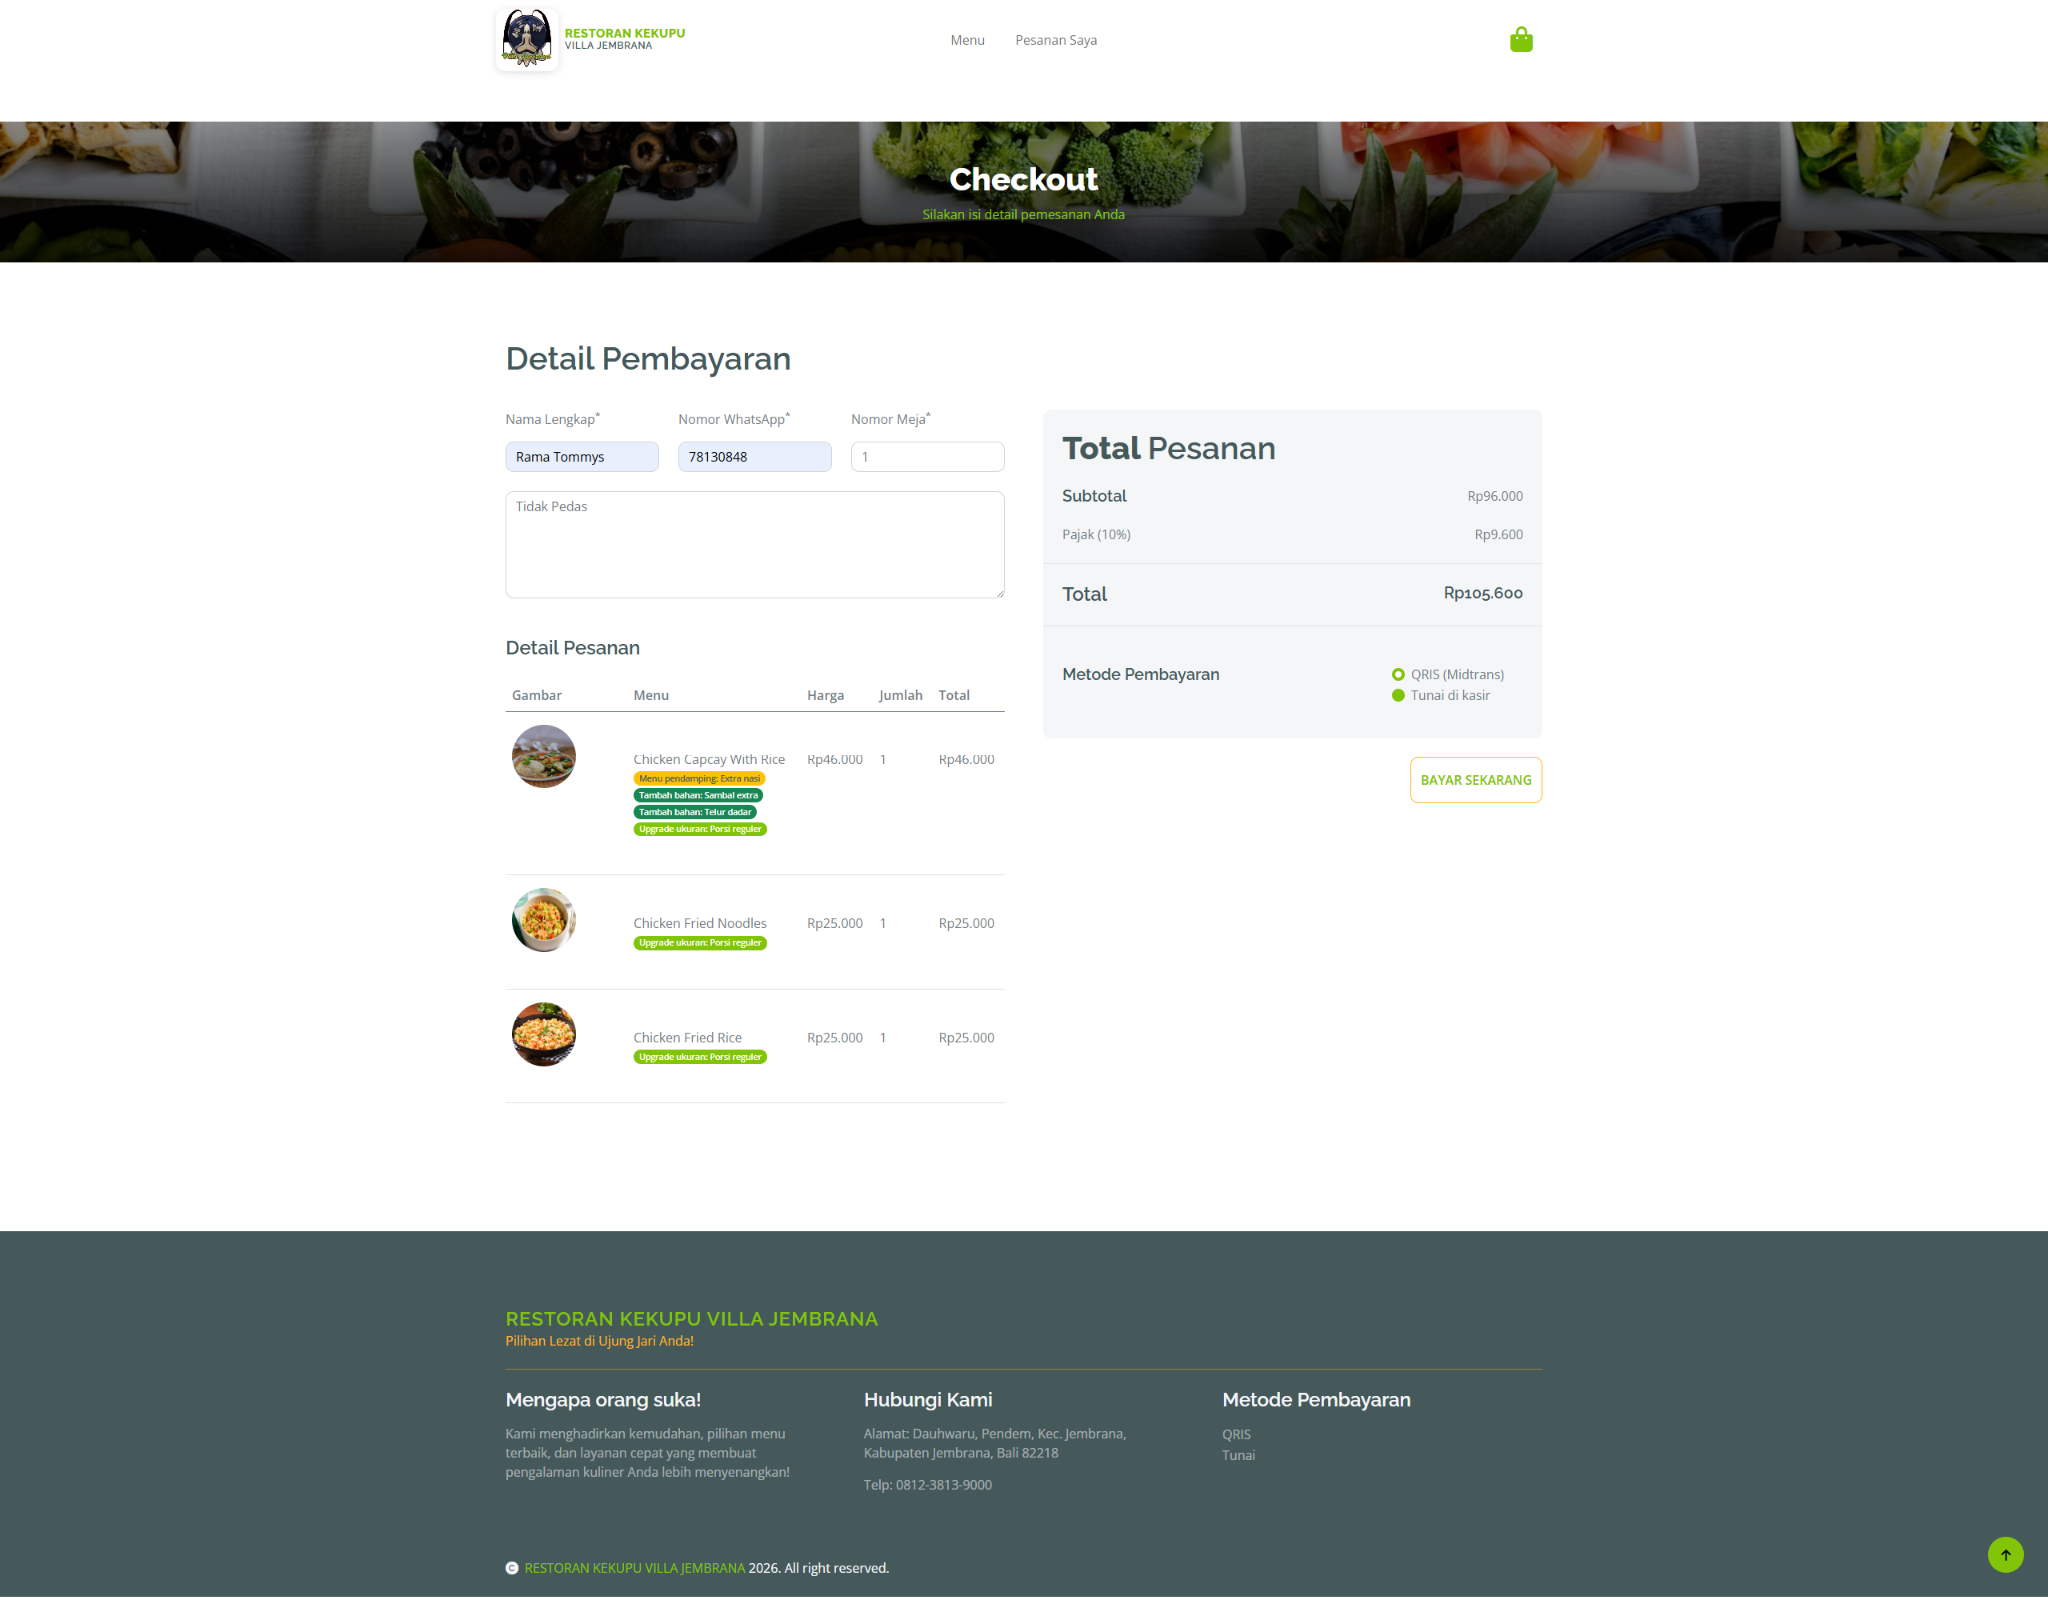 RESTORAN KEKUPU
VILLA JEMBRANA
Menu
Pesanan Saya
Checkout
Silakan isi detail pemesanan Anda
Detail Pembayaran
Nama Lengkap*
Nomor WhatsApp*
Nomor Meja*
Rama Tommys
78130848
1
Tidak Pedas
Total Pesanan
Subtotal Rp96.000
Pajak (10%) Rp9.600
Total Rp105.600
Metode Pembayaran
QRIS (Midtrans)
Tunai di kasir
BAYAR SEKARANG
Detail Pesanan
Gambar Menu Harga Jumlah Total
Chicken Capcay With Rice Rp46.000 1 Rp46.000
Menu pendamping: Extra nasi
Tambah bahan: Sambal extra
Tambah bahan: Telur dadar
Upgrade ukuran: Porsi reguler
Chicken Fried Noodles Rp25.000 1 Rp25.000
Upgrade ukuran: Porsi reguler
Chicken Fried Rice Rp25.000 1 Rp25.000
Upgrade ukuran: Porsi reguler
RESTORAN KEKUPU VILLA JEMBRANA
Pilihan Lezat di Ujung Jari Anda!
Mengapa orang suka!
Kami menghadirkan kemudahan, pilihan menu
terbaik, dan layanan cepat yang membuat
pengalaman kuliner Anda lebih menyenangkan!
Hubungi Kami
Alamat: Dauhwaru, Pendem, Kec. Jembrana,
Kabupaten Jembrana, Bali 82218
Telp: 0812-3813-9000
Metode Pembayaran
QRIS
Tunai
© RESTORAN KEKUPU VILLA JEMBRANA 2026. All right reserved.